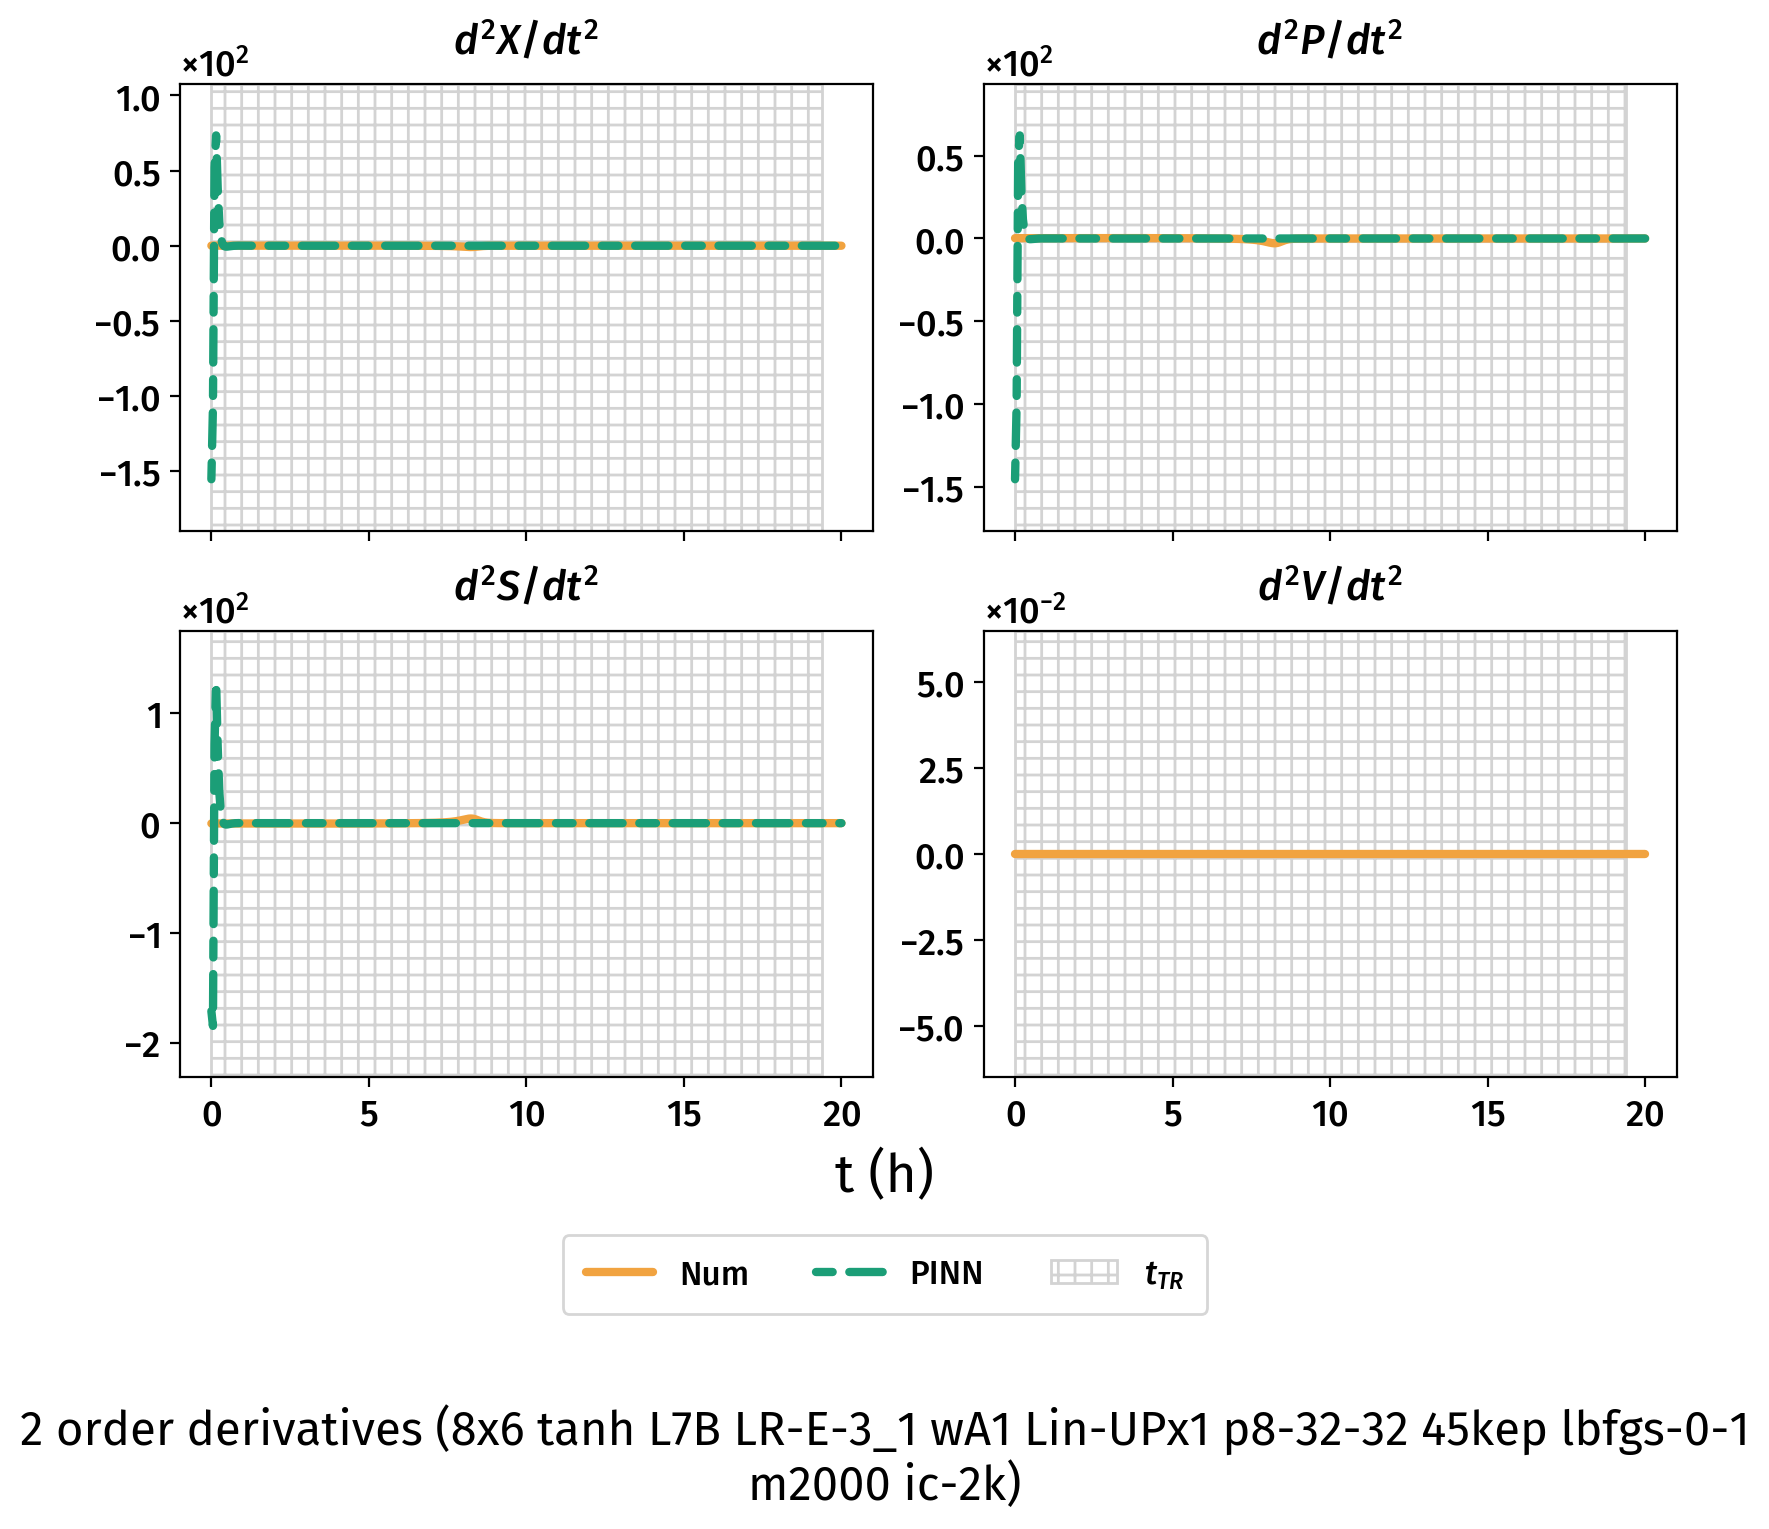 d²X/dt²
×10²
1.0
0.5
0.0
−0.5
−1.0
−1.5
d²P/dt²
×10²
0.5
0.0
−0.5
−1.0
−1.5
d²S/dt²
×10²
1
0
−1
−2
0 5 10 15 20
d²V/dt²
×10⁻²
5.0
2.5
0.0
−2.5
−5.0
0 5 10 15 20
t (h)
Num PINN t_TR
2 order derivatives (8x6 tanh L7B LR-E-3_1 wA1 Lin-UPx1 p8-32-32 45kep lbfgs-0-1
m2000 ic-2k)